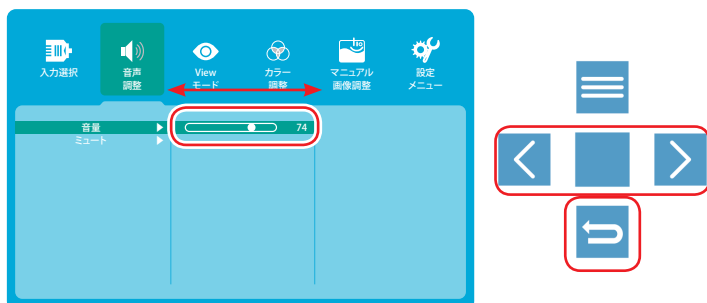 入力選択
音声
調整
View
モード
カラー
調整
マニュアル
画像調整
設定
メニュー
音量
74
ミュート